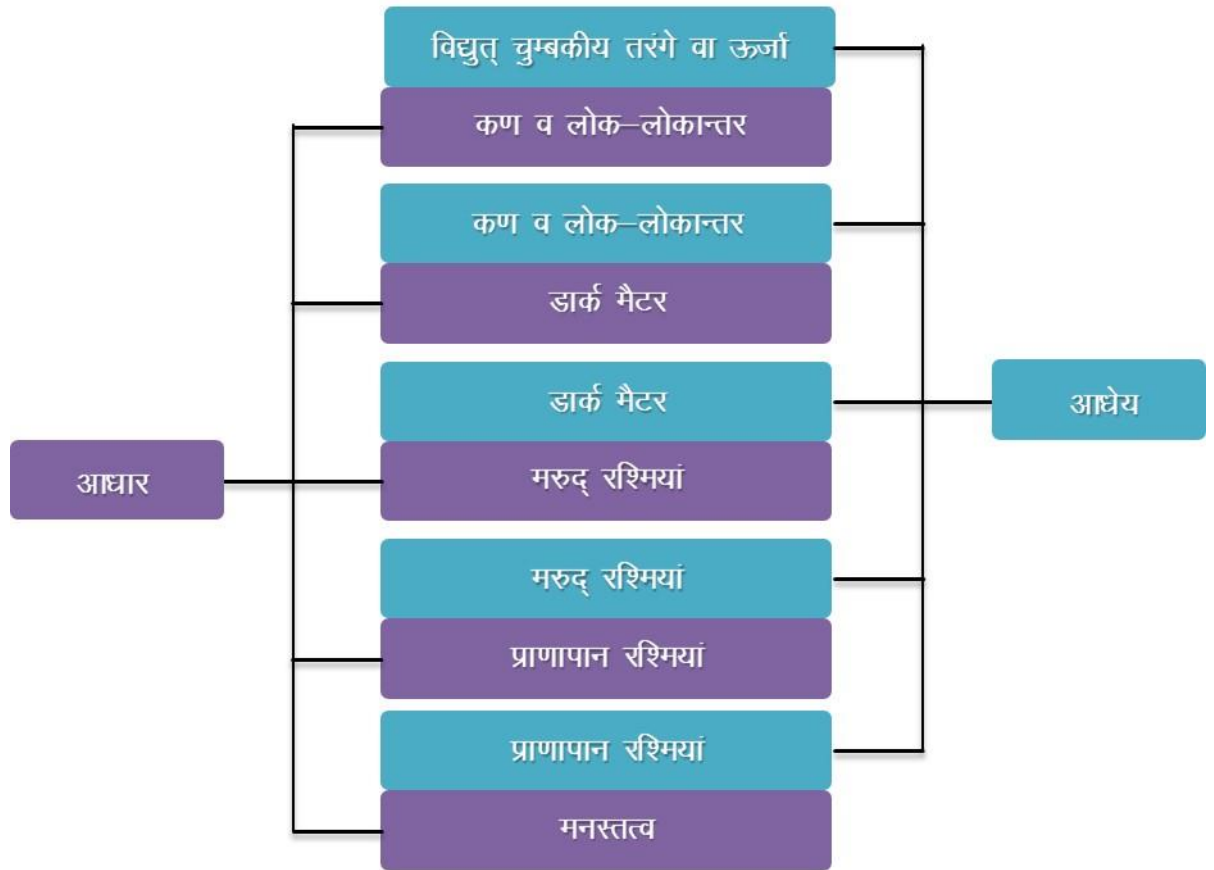 विद्युत् चुम्बकीय तरंगे वा ऊर्जा
कण व लोक–लोकान्तर
कण व लोक–लोकान्तर
डार्क मैटर
डार्क मैटर
आधेय
आधार
मरुद् रश्मियां
मरुद् रश्मियां
प्राणापान रश्मियां
प्राणापान रश्मियां
मनस्तत्व